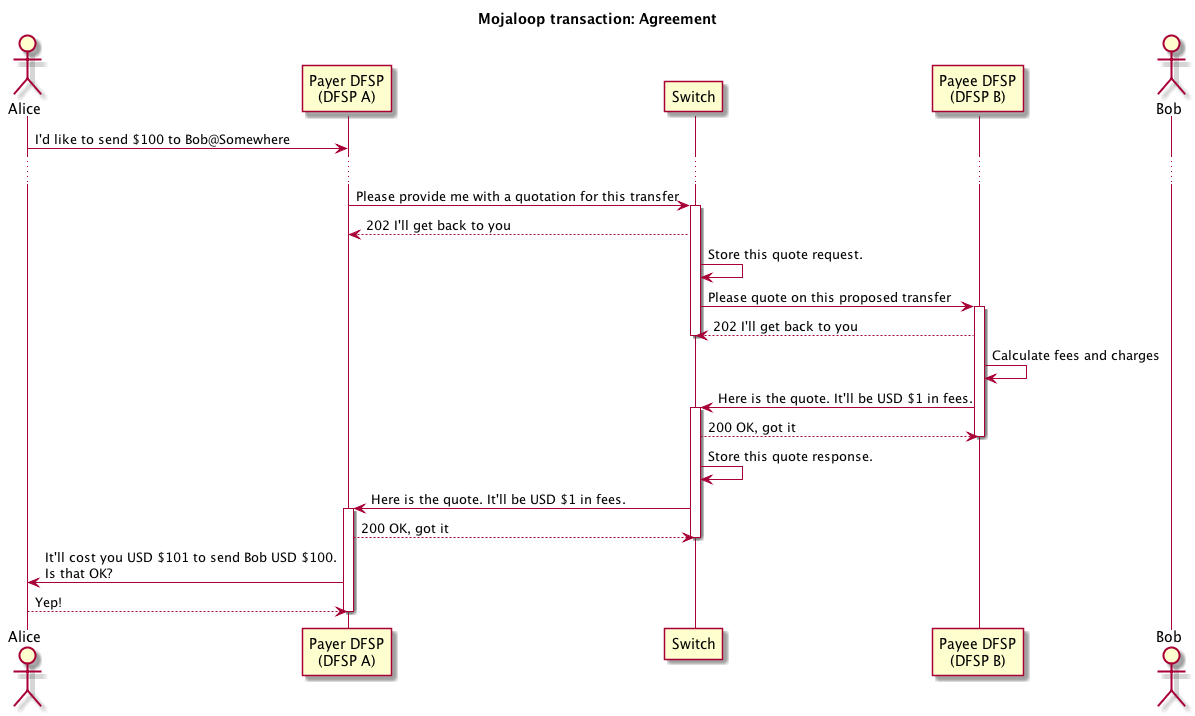 Mojaloop transaction: Agreement
Alice
Payer DFSP
(DFSP A)
Switch
Payee DFSP
(DFSP B)
Bob
I'd like to send $100 to Bob@Somewhere
Please provide me with a quotation for this transfer
202 I'll get back to you
Store this quote request.
Please quote on this proposed transfer
202 I'll get back to you
Calculate fees and charges
Here is the quote. It'll be USD $1 in fees.
200 OK, got it
Store this quote response.
Here is the quote. It'll be USD $1 in fees.
200 OK, got it
It'll cost you USD $101 to send Bob USD $100.
Is that OK?
Yep!
Alice
Payer DFSP
(DFSP A)
Switch
Payee DFSP
(DFSP B)
Bob